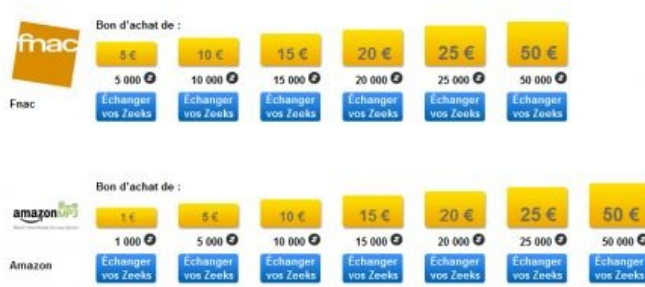 fnac
Bon d'achat de :
5 € 10 € 15 € 20 € 25 € 50 €
5 000 10 000 15 000 20 000 25 000 50 000
Fnac
Échanger vos Zeeks
Échanger vos Zeeks
Échanger vos Zeeks
Échanger vos Zeeks
Échanger vos Zeeks
Échanger vos Zeeks
Bon d'achat de :
amazonMP3
1 € 5 € 10 € 15 € 20 € 25 € 50 €
1 000 5 000 10 000 15 000 20 000 25 000 50 000
Amazon
Échanger vos Zeeks
Échanger vos Zeeks
Échanger vos Zeeks
Échanger vos Zeeks
Échanger vos Zeeks
Échanger vos Zeeks
Échanger vos Zeeks